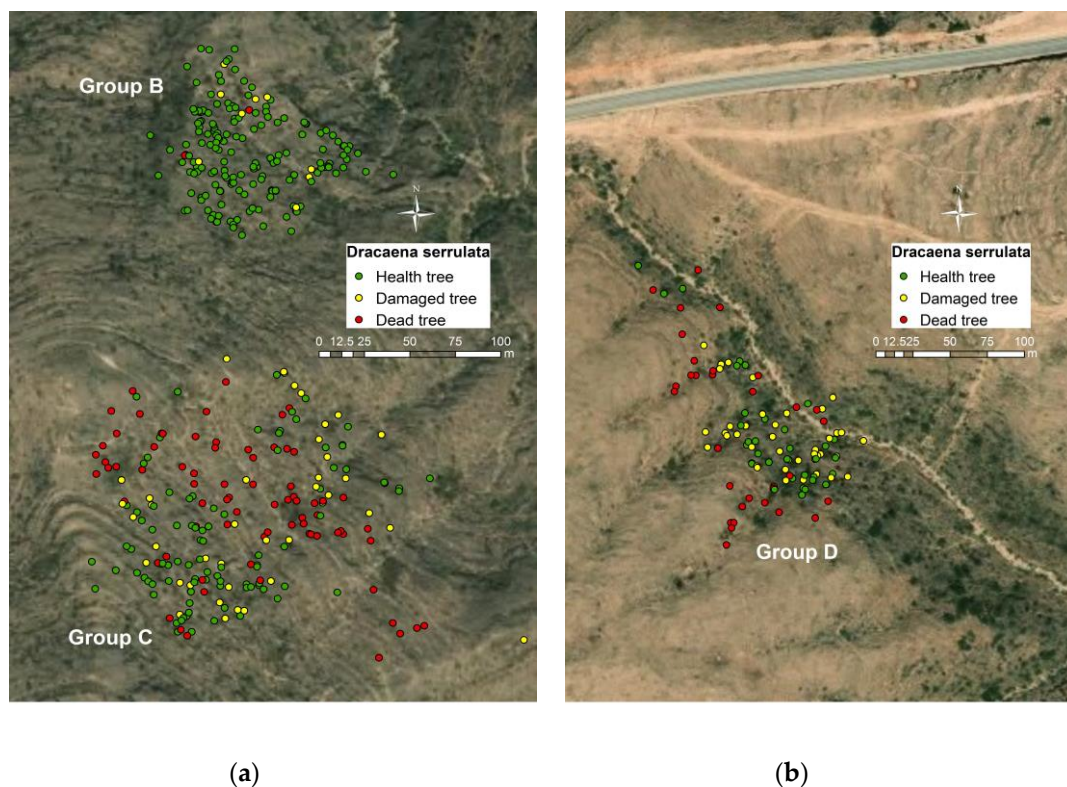 Group B
N
Dracaena serrulata
Health tree
Damaged tree
Dead tree
0 12.5 25 50 75 100
m
Group C
(a)
N
Dracaena serrulata
Health tree
Damaged tree
Dead tree
0 12.525 50 75 100
m
Group D
(b)